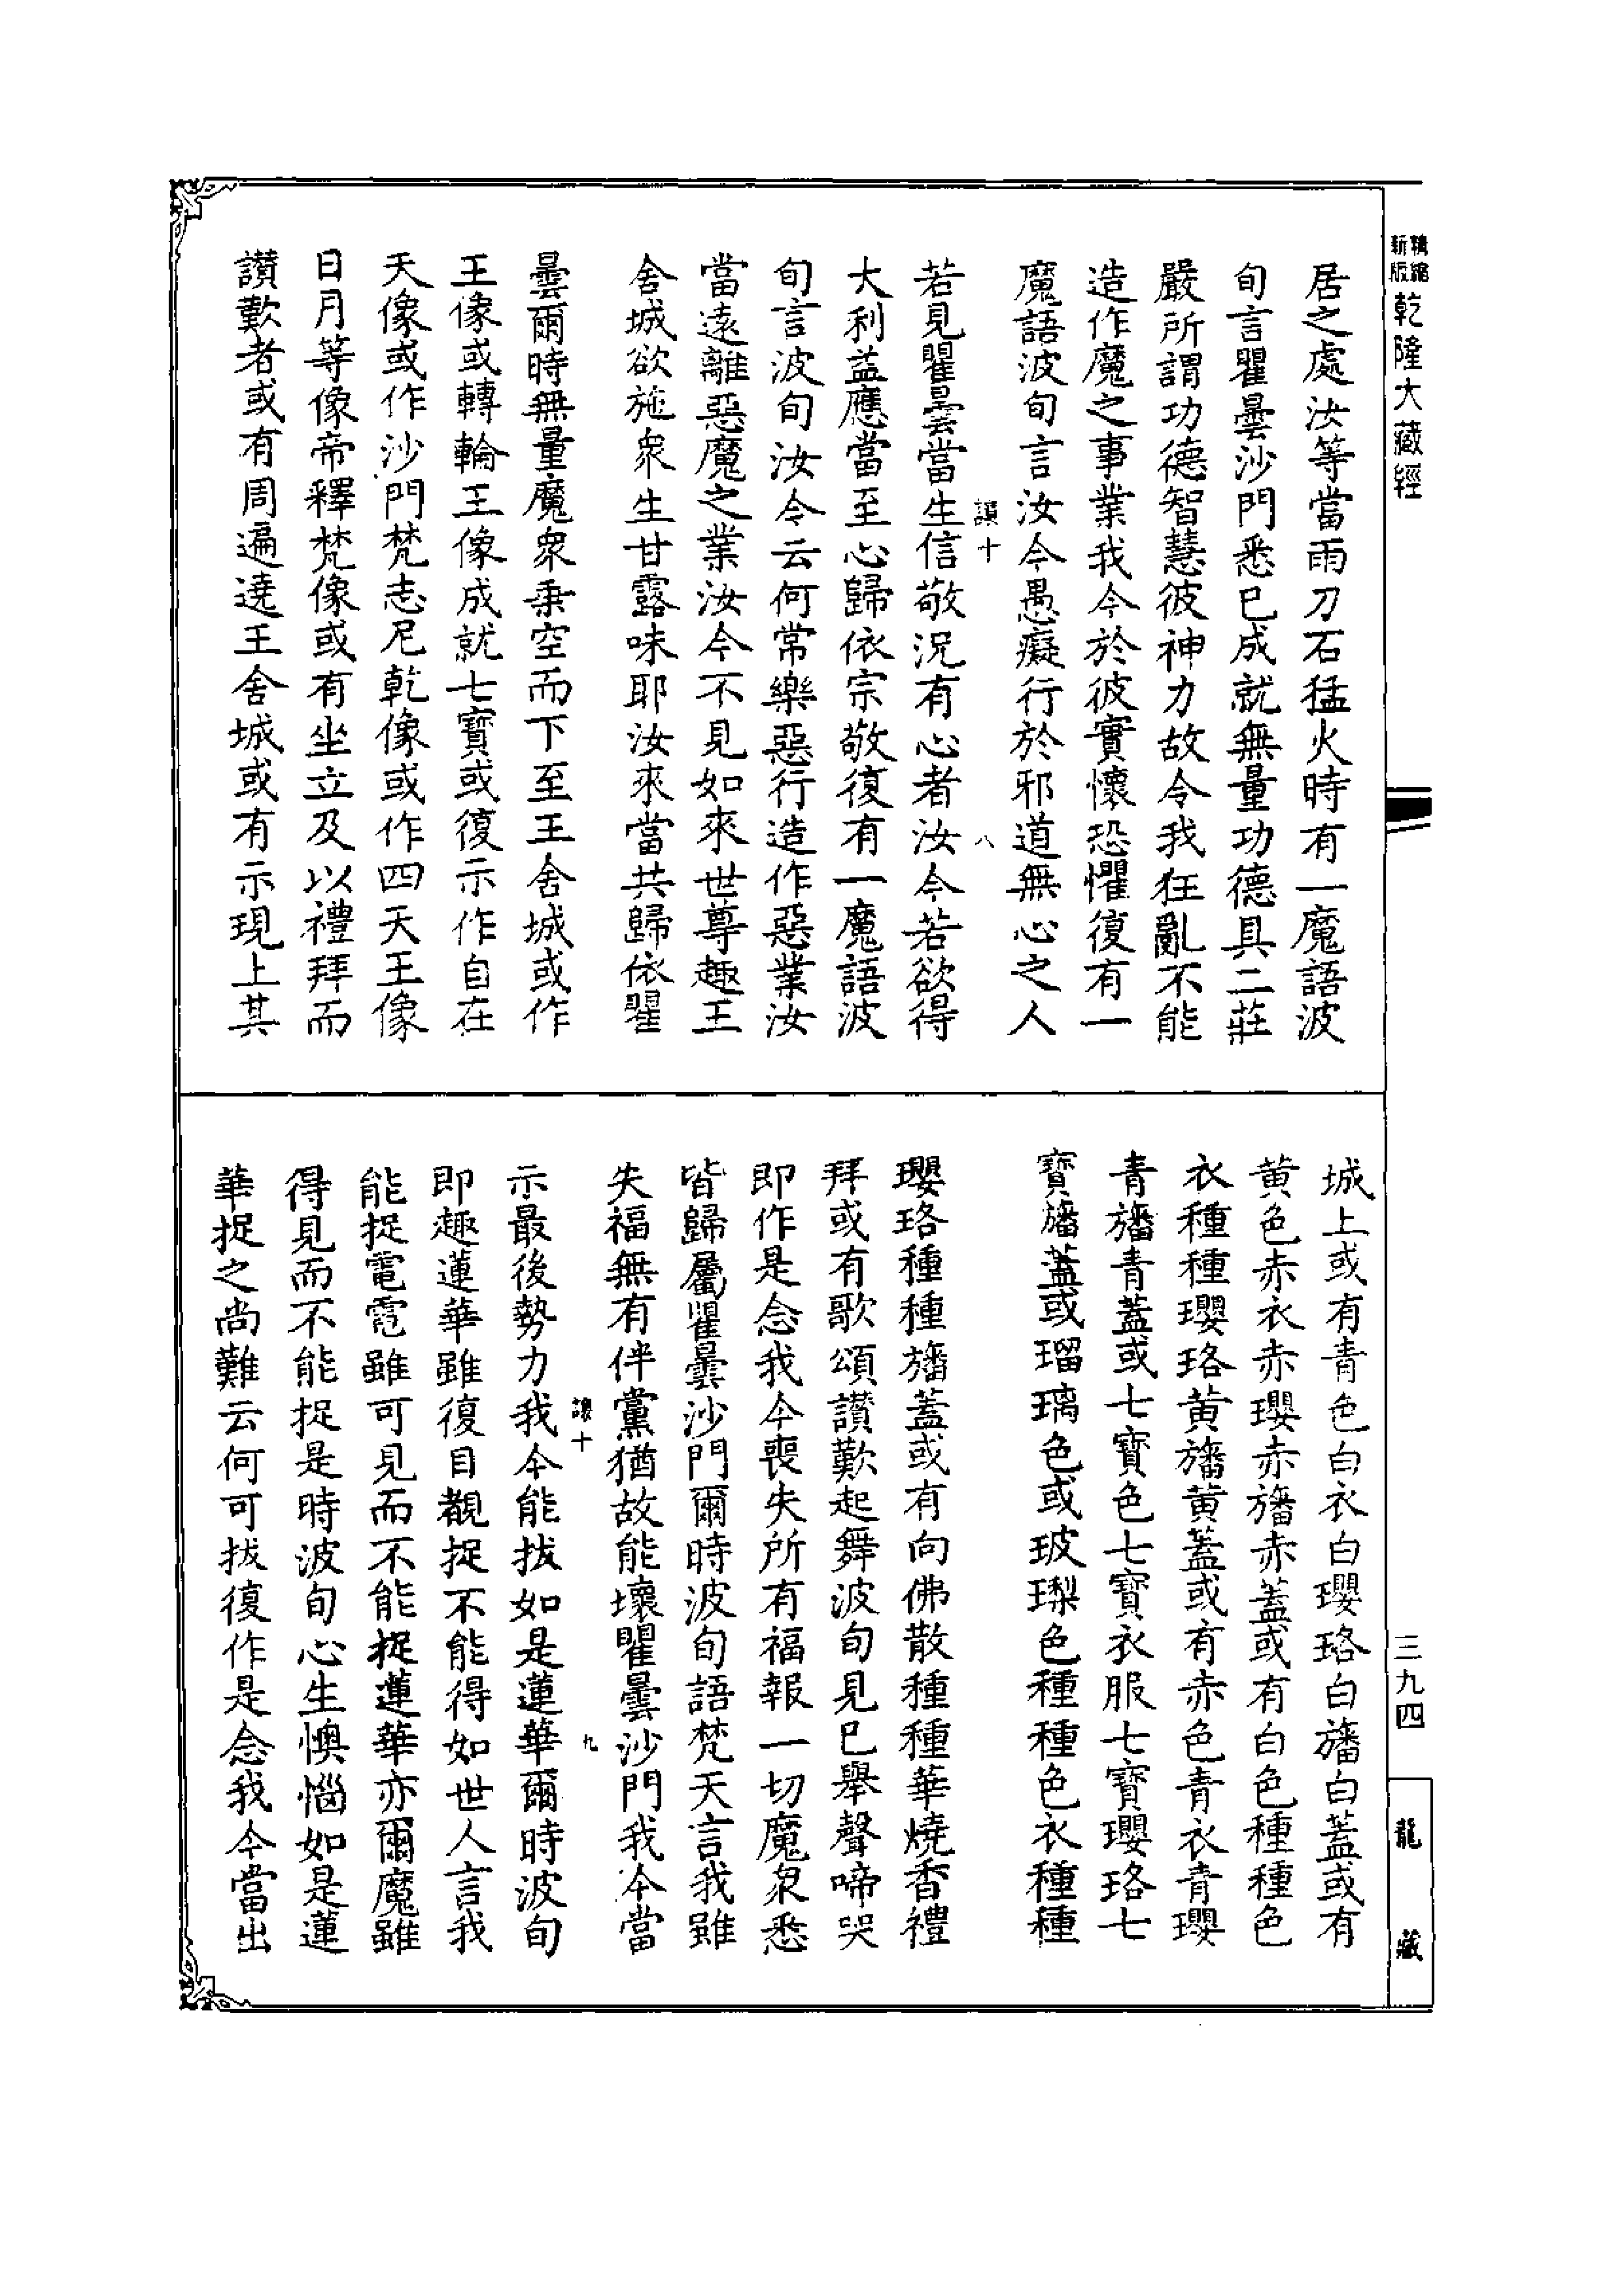 精縮新版
乾隆大藏經
三九四
龍藏
居之處汝等當雨刀石猛火時有一魔語波
旬言瞿曇沙門悉已成就無量功德具二莊
嚴所謂功德智慧彼神力故令我狂亂不能
造作魔之事業我今於彼實懷恐懼復有一
魔語波旬言汝今愚癡行於邪道無心之人
讓十 八
若見瞿曇當生信敬況有心者汝今若欲得
大利益應當至心歸依宗敬復有一魔語波
旬言波旬汝今云何常樂惡行造作惡業汝
當遠離惡魔之業汝今不見如來世尊趣王
舍城欲施衆生甘露味耶汝來當共歸依瞿
曇爾時無量魔衆乗空而下至王舍城或作
王像或轉輪王像成就七寶或復示作自在
天像或作沙門梵志尼乾像或作四天王像
日月等像帝釋梵像或有坐立及以禮拜而
讃歎者或有周遍遶王舍城或有示現上其
城上或有青色白衣白瓔珞白旛白蓋或有
黄色赤衣赤瓔赤旛赤蓋或有白色種種色
衣種種瓔珞黄旛黄蓋或有赤色青衣青瓔
青旛青蓋或七寶色七寶衣服七寶瓔珞七
寶旛蓋或瑠璃色或玻瓈色種種色衣種種
瓔珞種種旛蓋或有向佛散種種華燒香禮
拜或有歌頌讃歎起舞波旬見已舉聲啼哭
即作是念我今喪失所有福報一切魔衆悉
皆歸屬瞿曇沙門爾時波旬語梵天言我雖
失福無有伴黨猶故能壞瞿曇沙門我今當
讓十 九
示最後勢力我今能拔如是蓮華爾時波旬
即趣蓮華雖復目覩捉不能得如世人言我
能捉電電雖可見而不能捉蓮華亦爾魔雖
得見而不能捉是時波旬心生懊惱如是蓮
華捉之尚難云何可拔復作是念我今當出